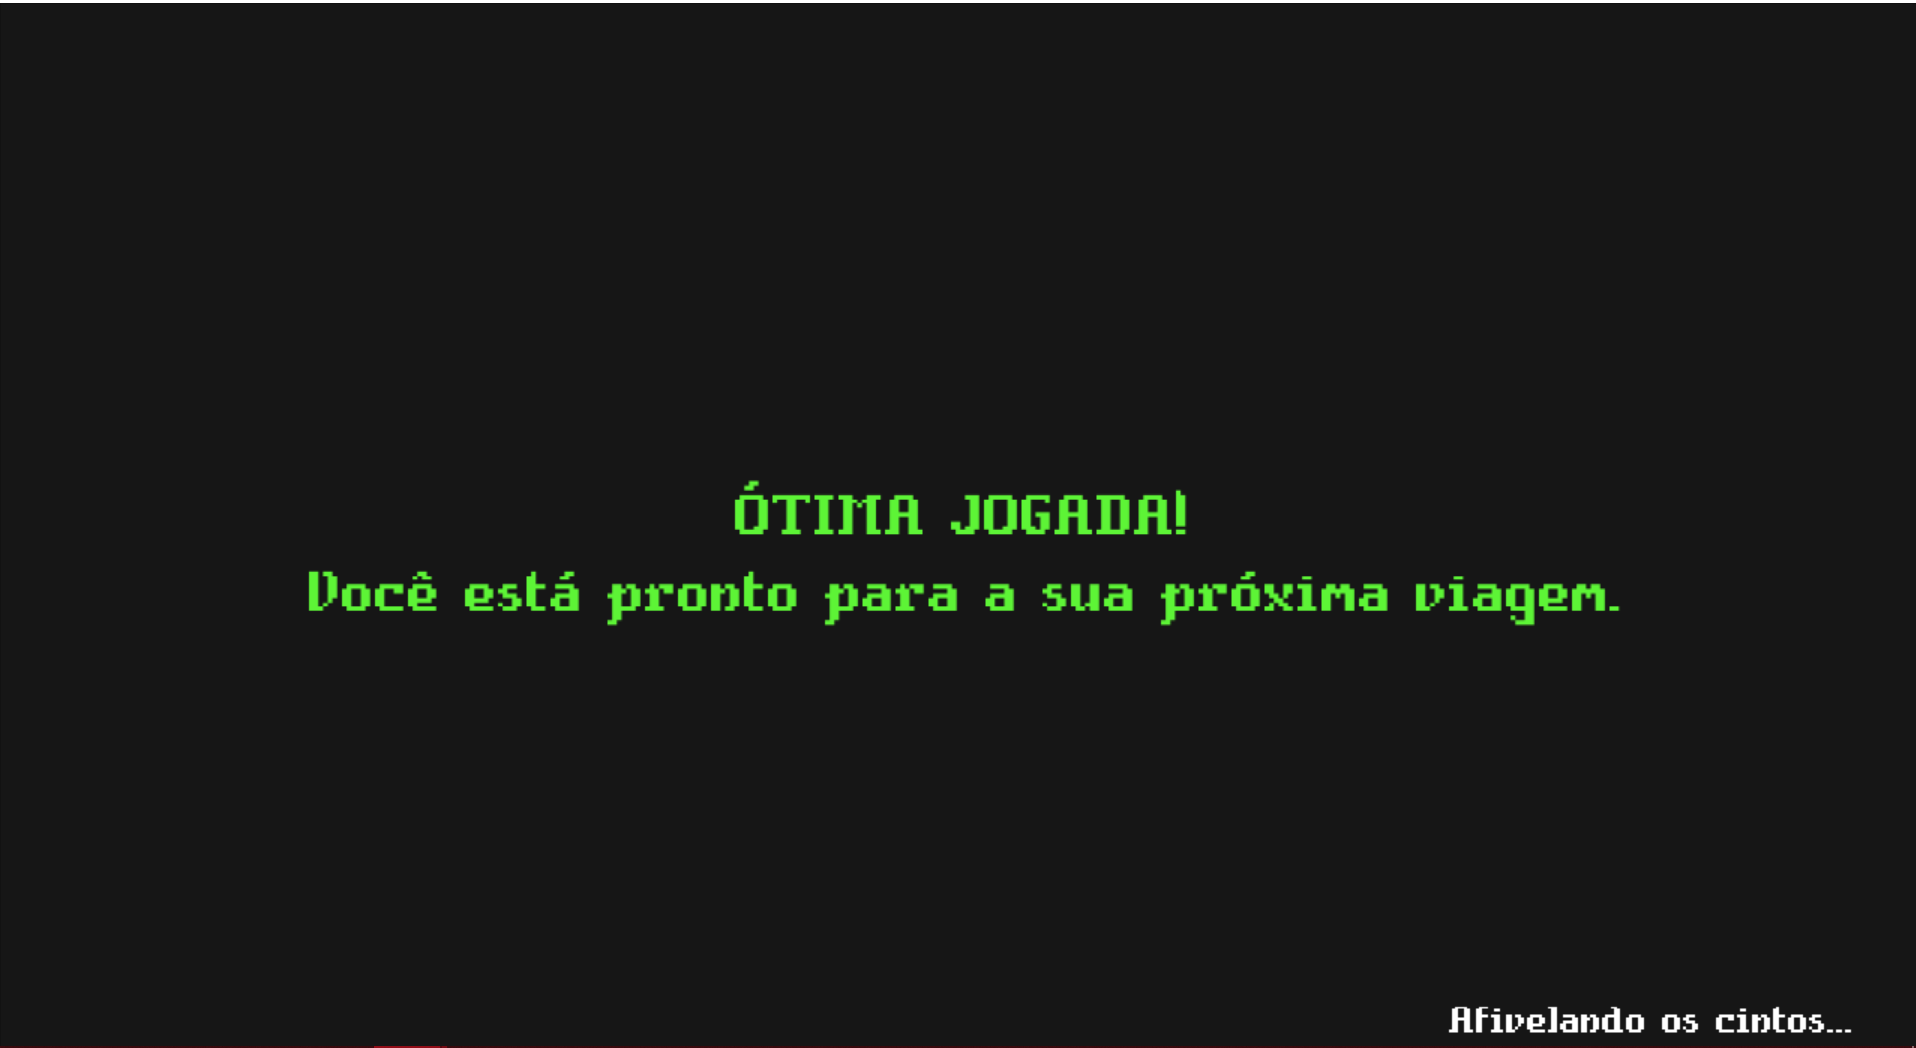 ÓTIMA JOGADA!
Você está pronto para a sua próxima viagem.
Afivelando os cintos...